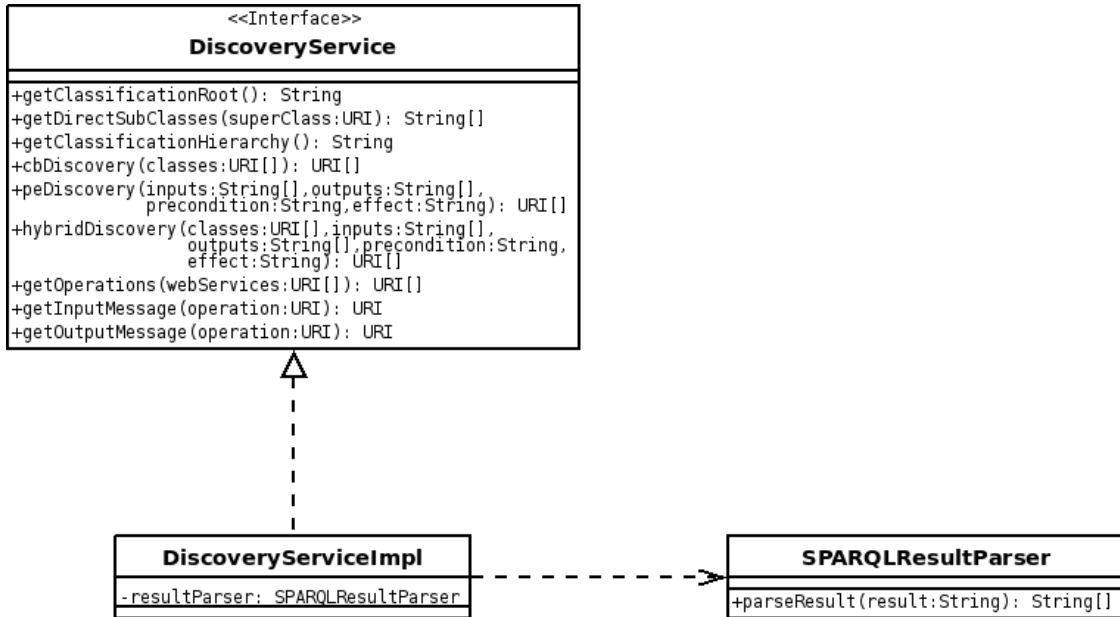 <<Interface>>
DiscoveryService
+getClassificationRoot(): String
+getDirectSubClasses(superClass:URI): String[]
+getClassificationHierarchy(): String
+cbDiscovery(classes:URI[]): URI[]
+peDiscovery(inputs:String[],outputs:String[],
precondition:String,effect:String): URI[]
+hybridDiscovery(classes:URI[],inputs:String[],
outputs:String[],precondition:String,
effect:String): URI[]
+getOperations(webServices:URI[]): URI[]
+getInputMessage(operation:URI): URI
+getOutputMessage(operation:URI): URI
DiscoveryServiceImpl
-resultParser: SPARQLResultParser
SPARQLResultParser
+parseResult(result:String): String[]